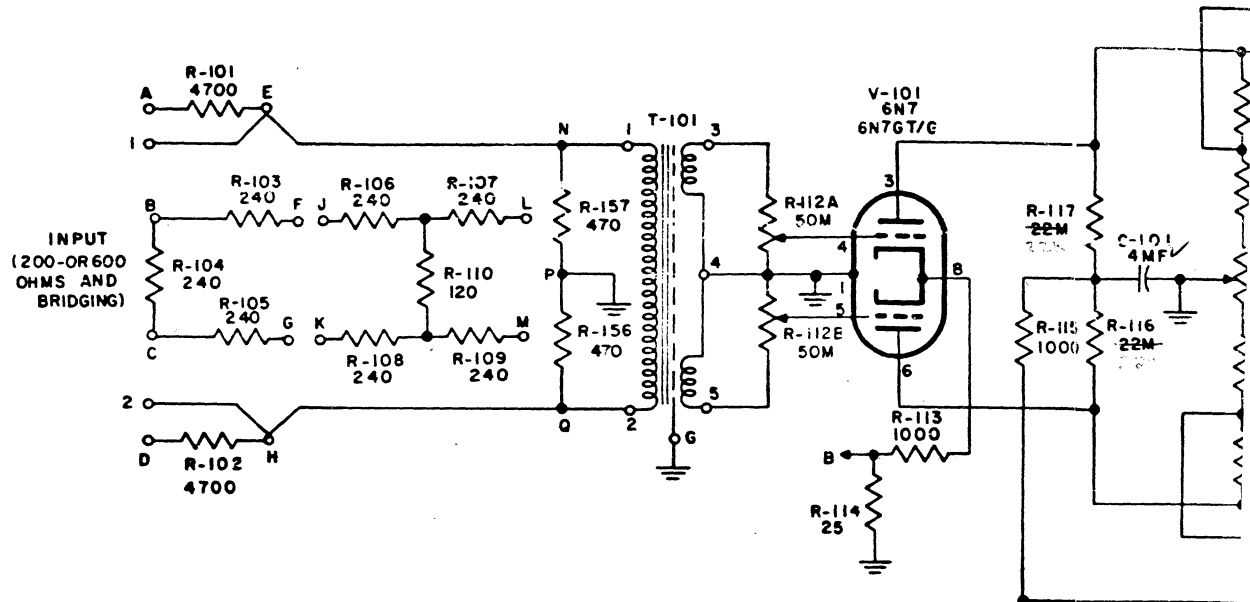 R-101
4700
A
E
1
T-101
V-101
6N7
6N7GT/G
N
1
3
3
R-103
240
R-106
240
R-107
240
B
F
J
L
INPUT
(200-OR 600
OHMS AND
BRIDGING)
R-104
240
R-157
470
R-112A
50M
4
R-117
22M
C-101
4MF
P
4
8
R-110
120
1
5
R-105
240
C
G
K
M
R-108
240
R-109
240
R-156
470
R-112B
50M
R-115
1000
R-116
22M
6
2
5
2
Q
G
R-113
1000
D
R-102
4700
H
B
R-114
25